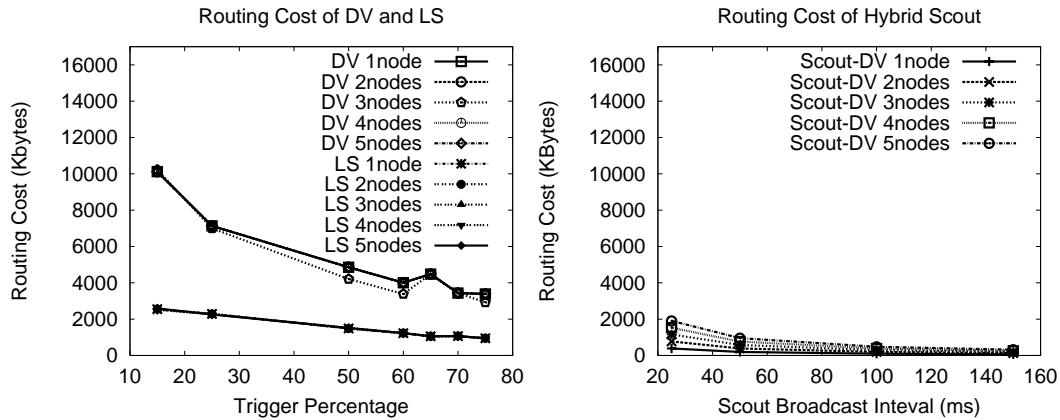 Routing Cost of DV and LS
16000
14000
12000
10000
8000
6000
4000
2000
0
10 20 30 40 50 60 70 80
Routing Cost (Kbytes)
Trigger Percentage
DV 1node
DV 2nodes
DV 3nodes
DV 4nodes
DV 5nodes
LS 1node
LS 2nodes
LS 3nodes
LS 4nodes
LS 5nodes
Routing Cost of Hybrid Scout
16000
14000
12000
10000
8000
6000
4000
2000
0
20 40 60 80 100 120 140 160
Routing Cost (KBytes)
Scout Broadcast Inteval (ms)
Scout-DV 1node
Scout-DV 2nodes
Scout-DV 3nodes
Scout-DV 4nodes
Scout-DV 5nodes